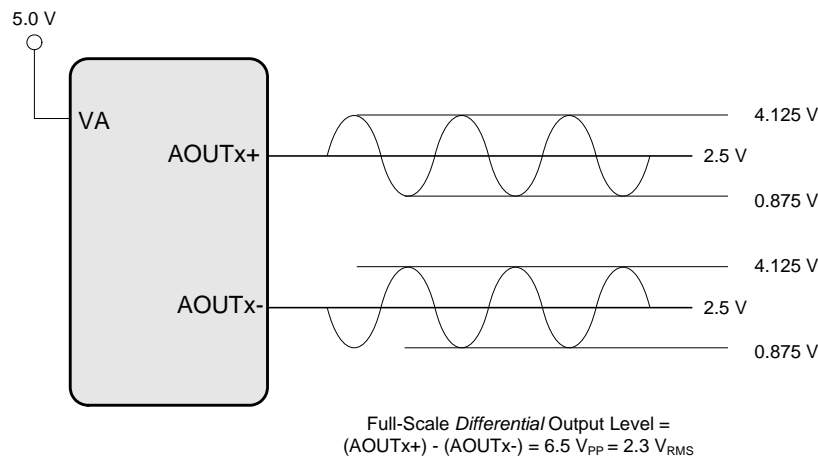 5.0 V
VA
AOUTx+
4.125 V
2.5 V
0.875 V
AOUTx-
4.125 V
2.5 V
0.875 V
Full-Scale Differential Output Level =
(AOUTx+) - (AOUTx-) = 6.5 VPP = 2.3 VRMS